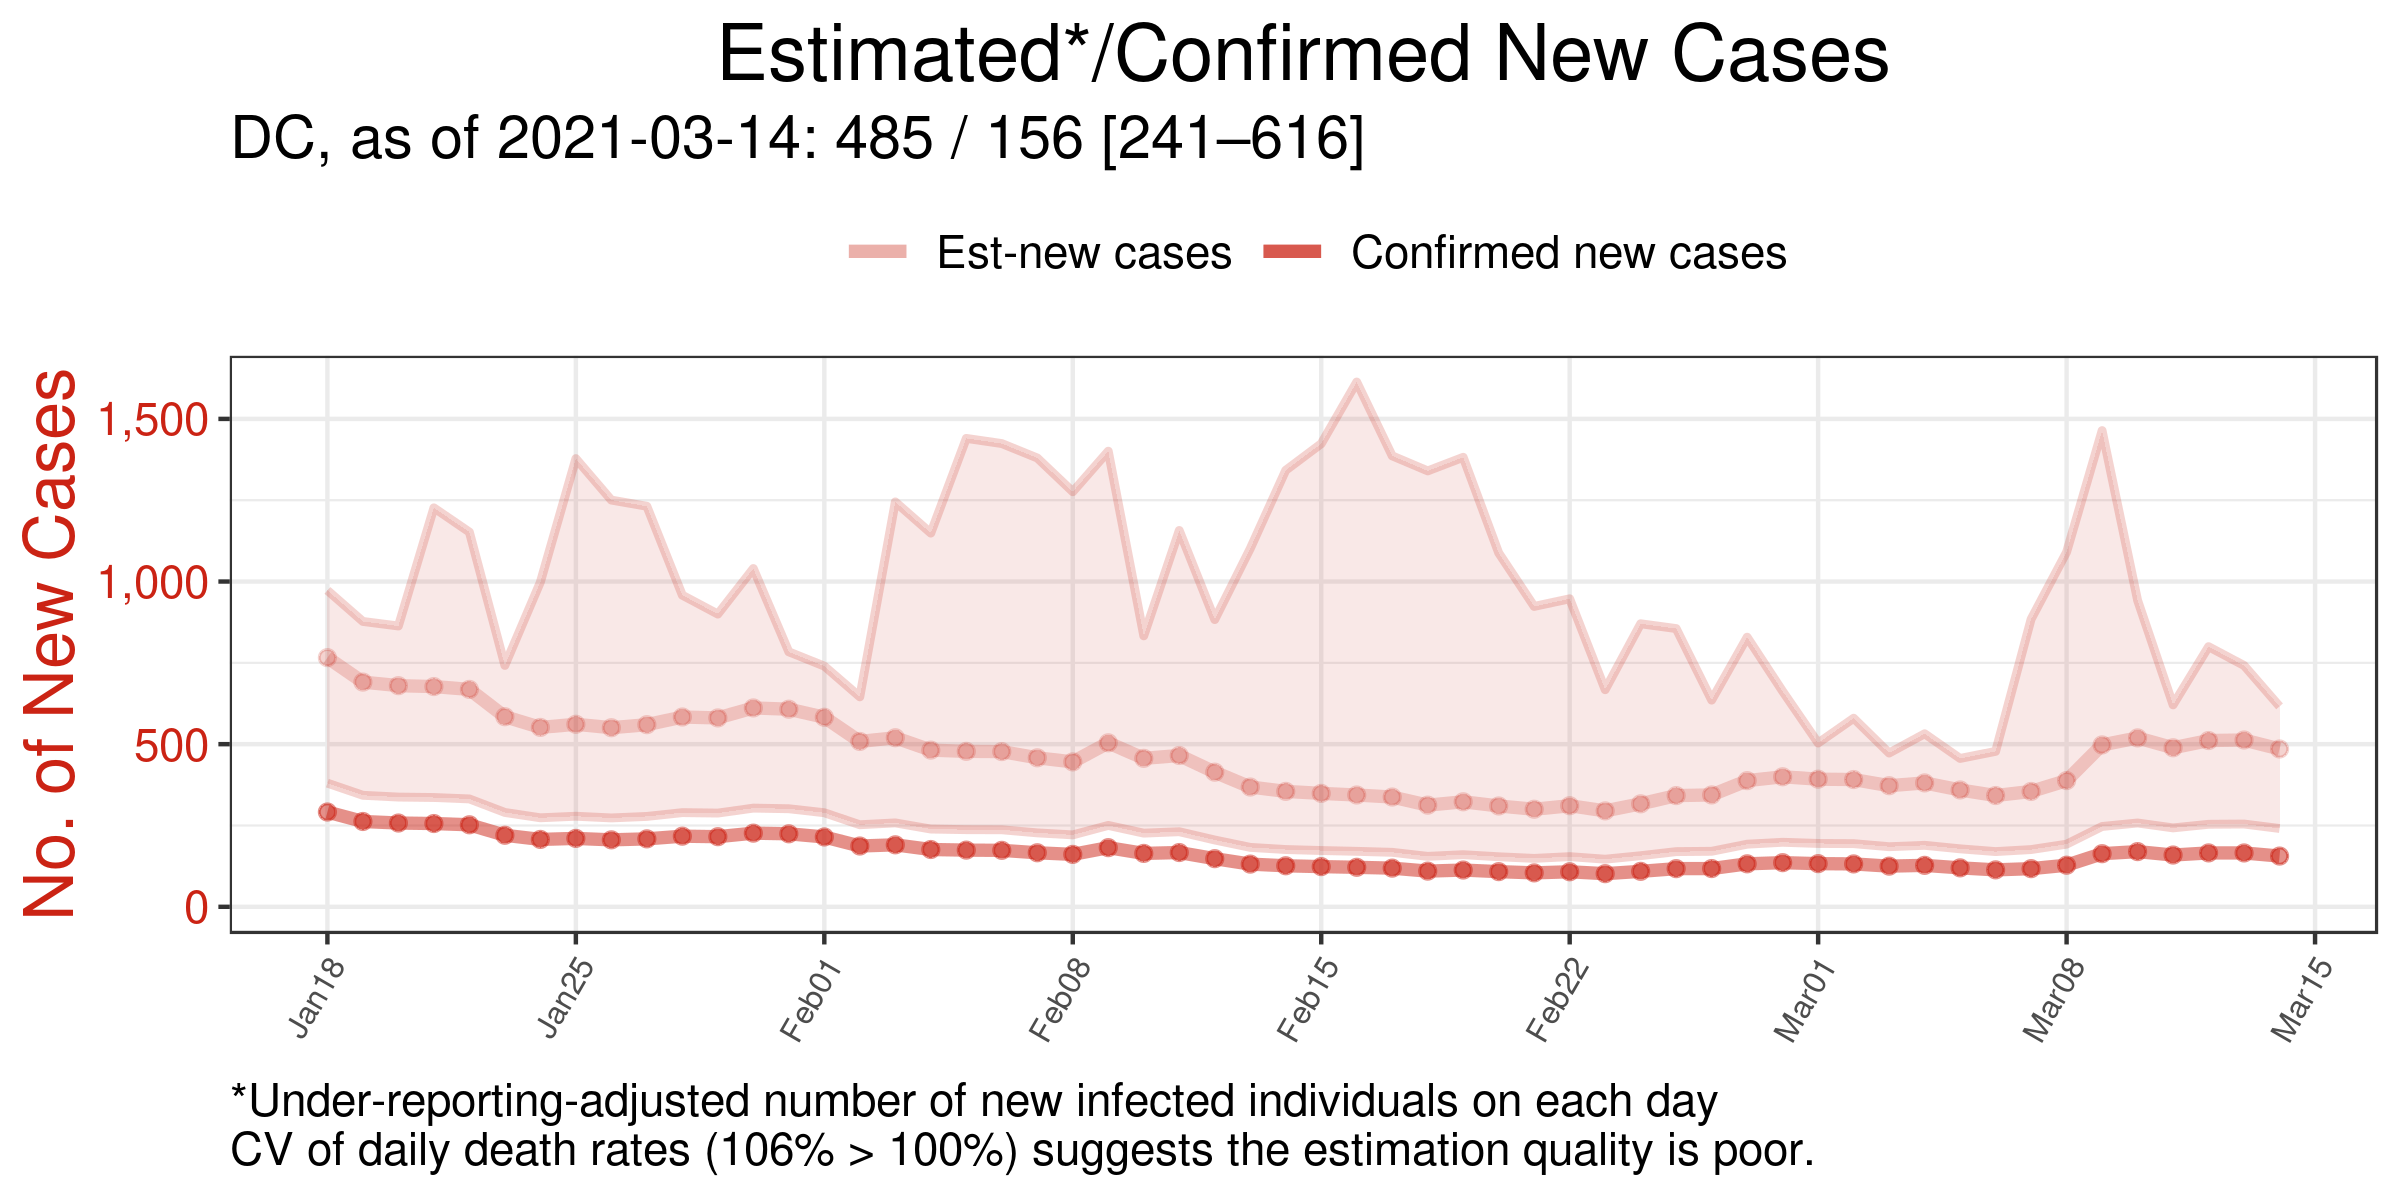 Estimated*/Confirmed New Cases
DC, as of 2021-03-14: 485 / 156 [241–616]
Est-new cases
Confirmed new cases
No. of New Cases
1,500
1,000
500
0
Jan18
Jan25
Feb01
Feb08
Feb15
Feb22
Mar01
Mar08
Mar15
*Under-reporting-adjusted number of new infected individuals on each day
CV of daily death rates (106% > 100%) suggests the estimation quality is poor.